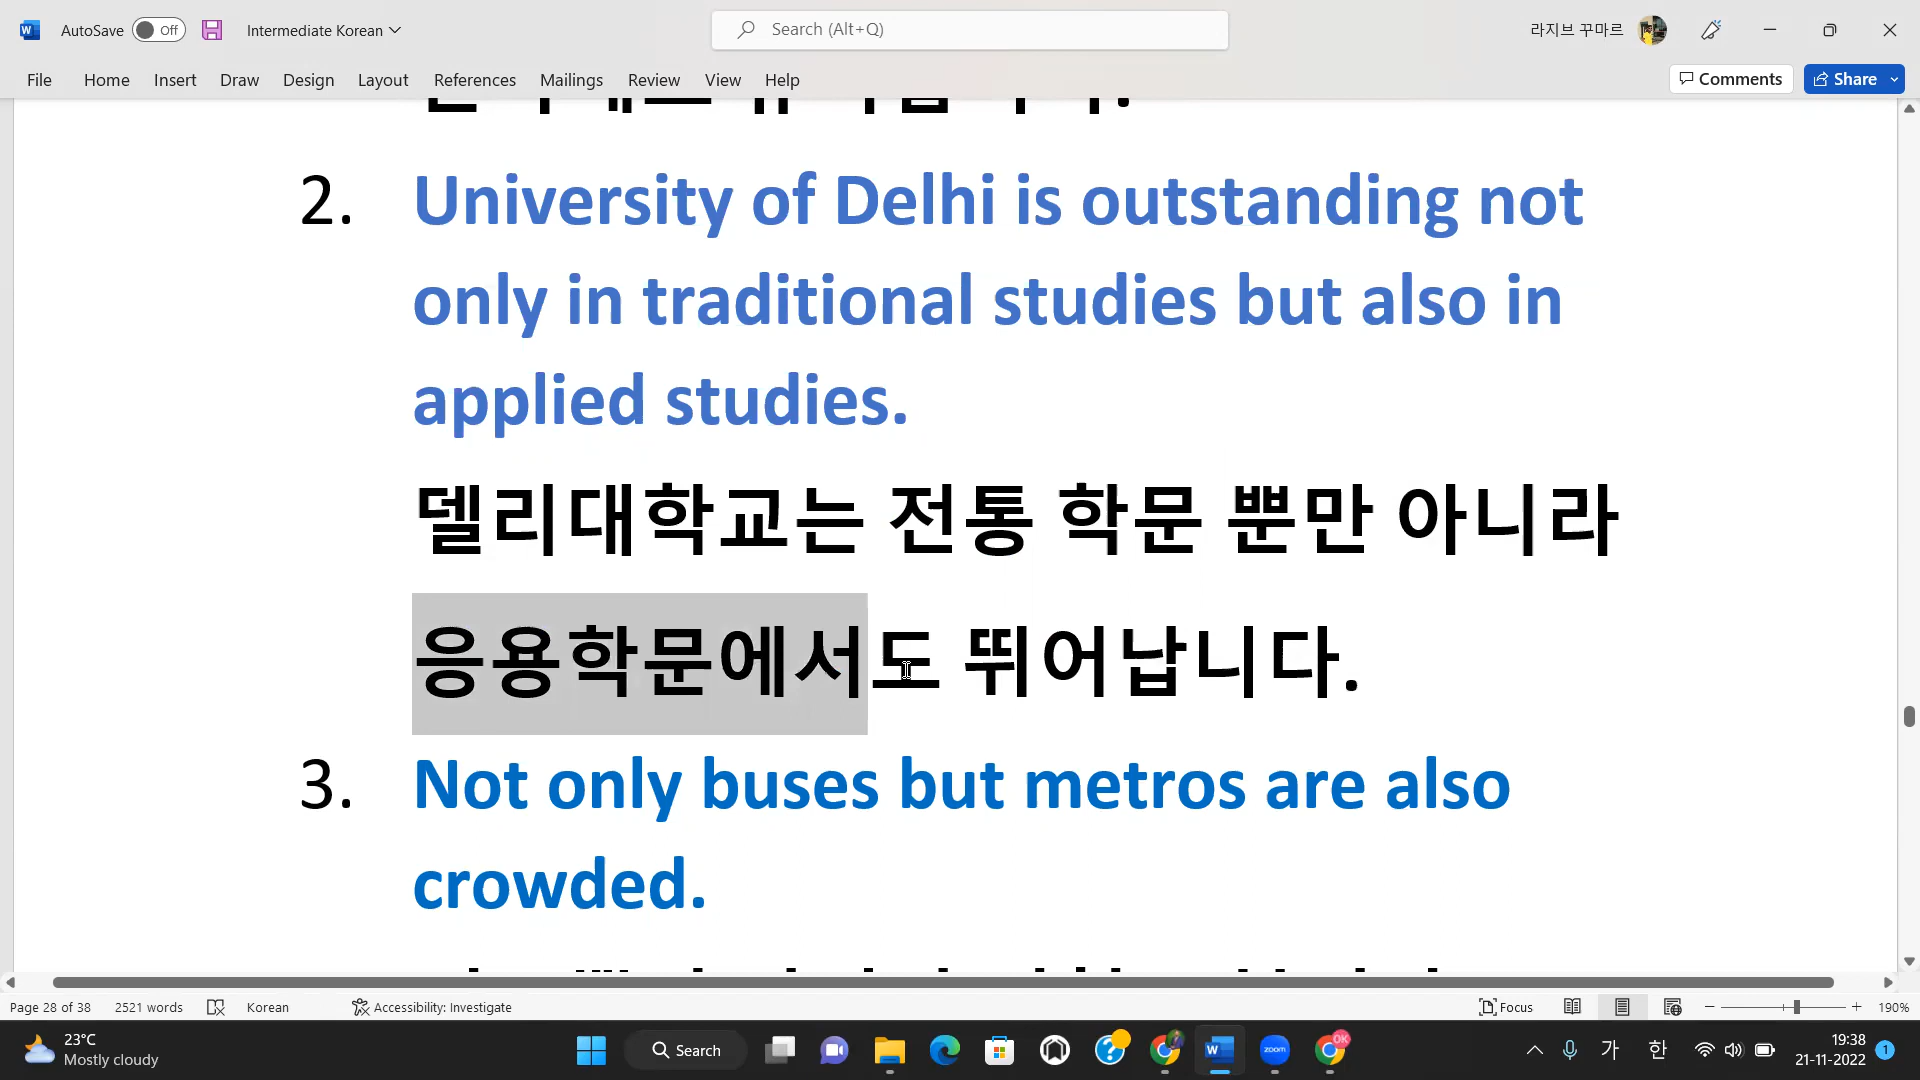 AutoSave
Off
Intermediate Korean
Search (Alt+Q)
라지브 꾸마르
File
Home
Insert
Draw
Design
Layout
References
Mailings
Review
View
Help
Comments
Share
2. University of Delhi is outstanding not
only in traditional studies but also in
applied studies.
델리대학교는 전통 학문 뿐만 아니라
응용학문에서도 뛰어납니다.
3. Not only buses but metros are also
crowded.
Page 28 of 38
2521 words
Korean
Accessibility: Investigate
Focus
190%
23°C
Mostly cloudy
Search
zoom
OK
가
한
19:38
21-11-2022
1